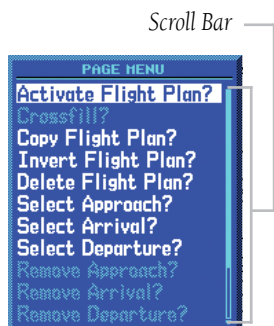 Scroll Bar
PAGE MENU
Activate Flight Plan?
Crossfill?
Copy Flight Plan?
Invert Flight Plan?
Delete Flight Plan?
Select Approach?
Select Arrival?
Select Departure?
Remove Approach?
Remove Arrival?
Remove Departure?